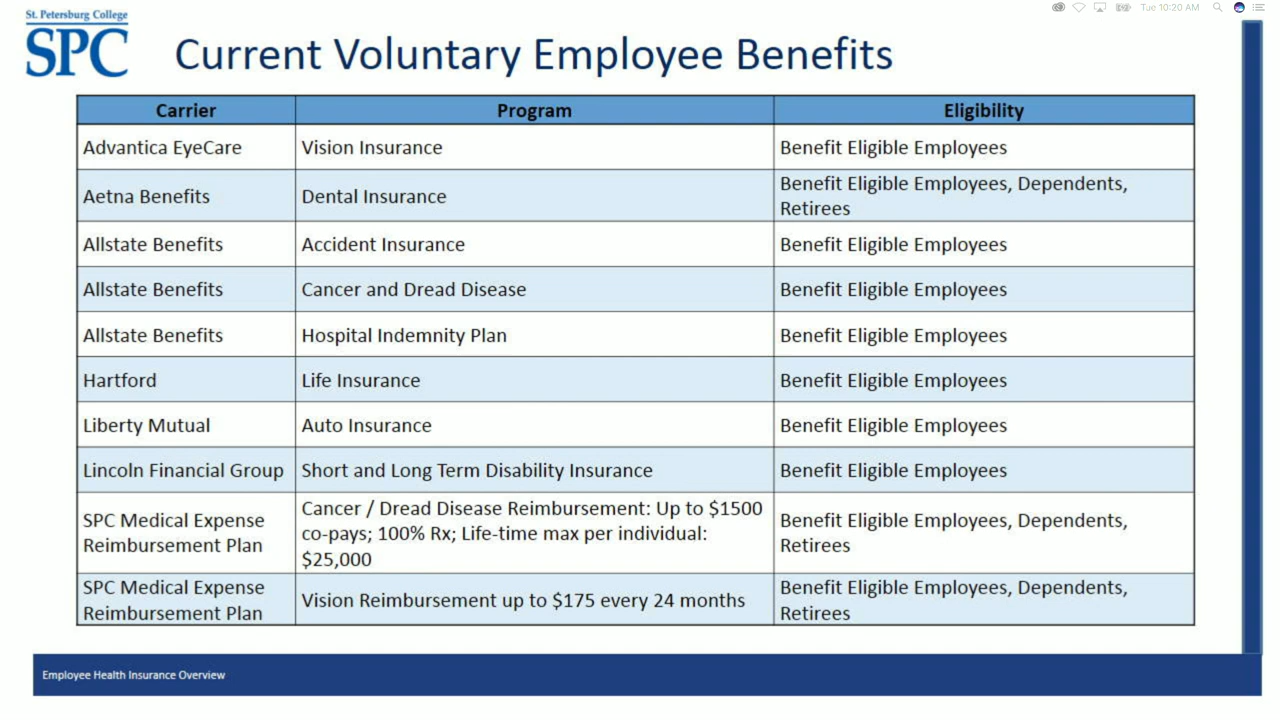 St. Petersburg College
SPC
Tue 10:20 AM
Current Voluntary Employee Benefits
Carrier Program Eligibility
Advantica EyeCare Vision Insurance Benefit Eligible Employees
Aetna Benefits Dental Insurance Benefit Eligible Employees, Dependents,
Retirees
Allstate Benefits Accident Insurance Benefit Eligible Employees
Allstate Benefits Cancer and Dread Disease Benefit Eligible Employees
Allstate Benefits Hospital Indemnity Plan Benefit Eligible Employees
Hartford Life Insurance Benefit Eligible Employees
Liberty Mutual Auto Insurance Benefit Eligible Employees
Lincoln Financial Group Short and Long Term Disability Insurance Benefit Eligible Employees
SPC Medical Expense
Reimbursement Plan
Cancer / Dread Disease Reimbursement: Up to $1500
co-pays; 100% Rx; Life-time max per individual:
$25,000
Benefit Eligible Employees, Dependents,
Retirees
SPC Medical Expense
Reimbursement Plan
Vision Reimbursement up to $175 every 24 months
Benefit Eligible Employees, Dependents,
Retirees
Employee Health Insurance Overview